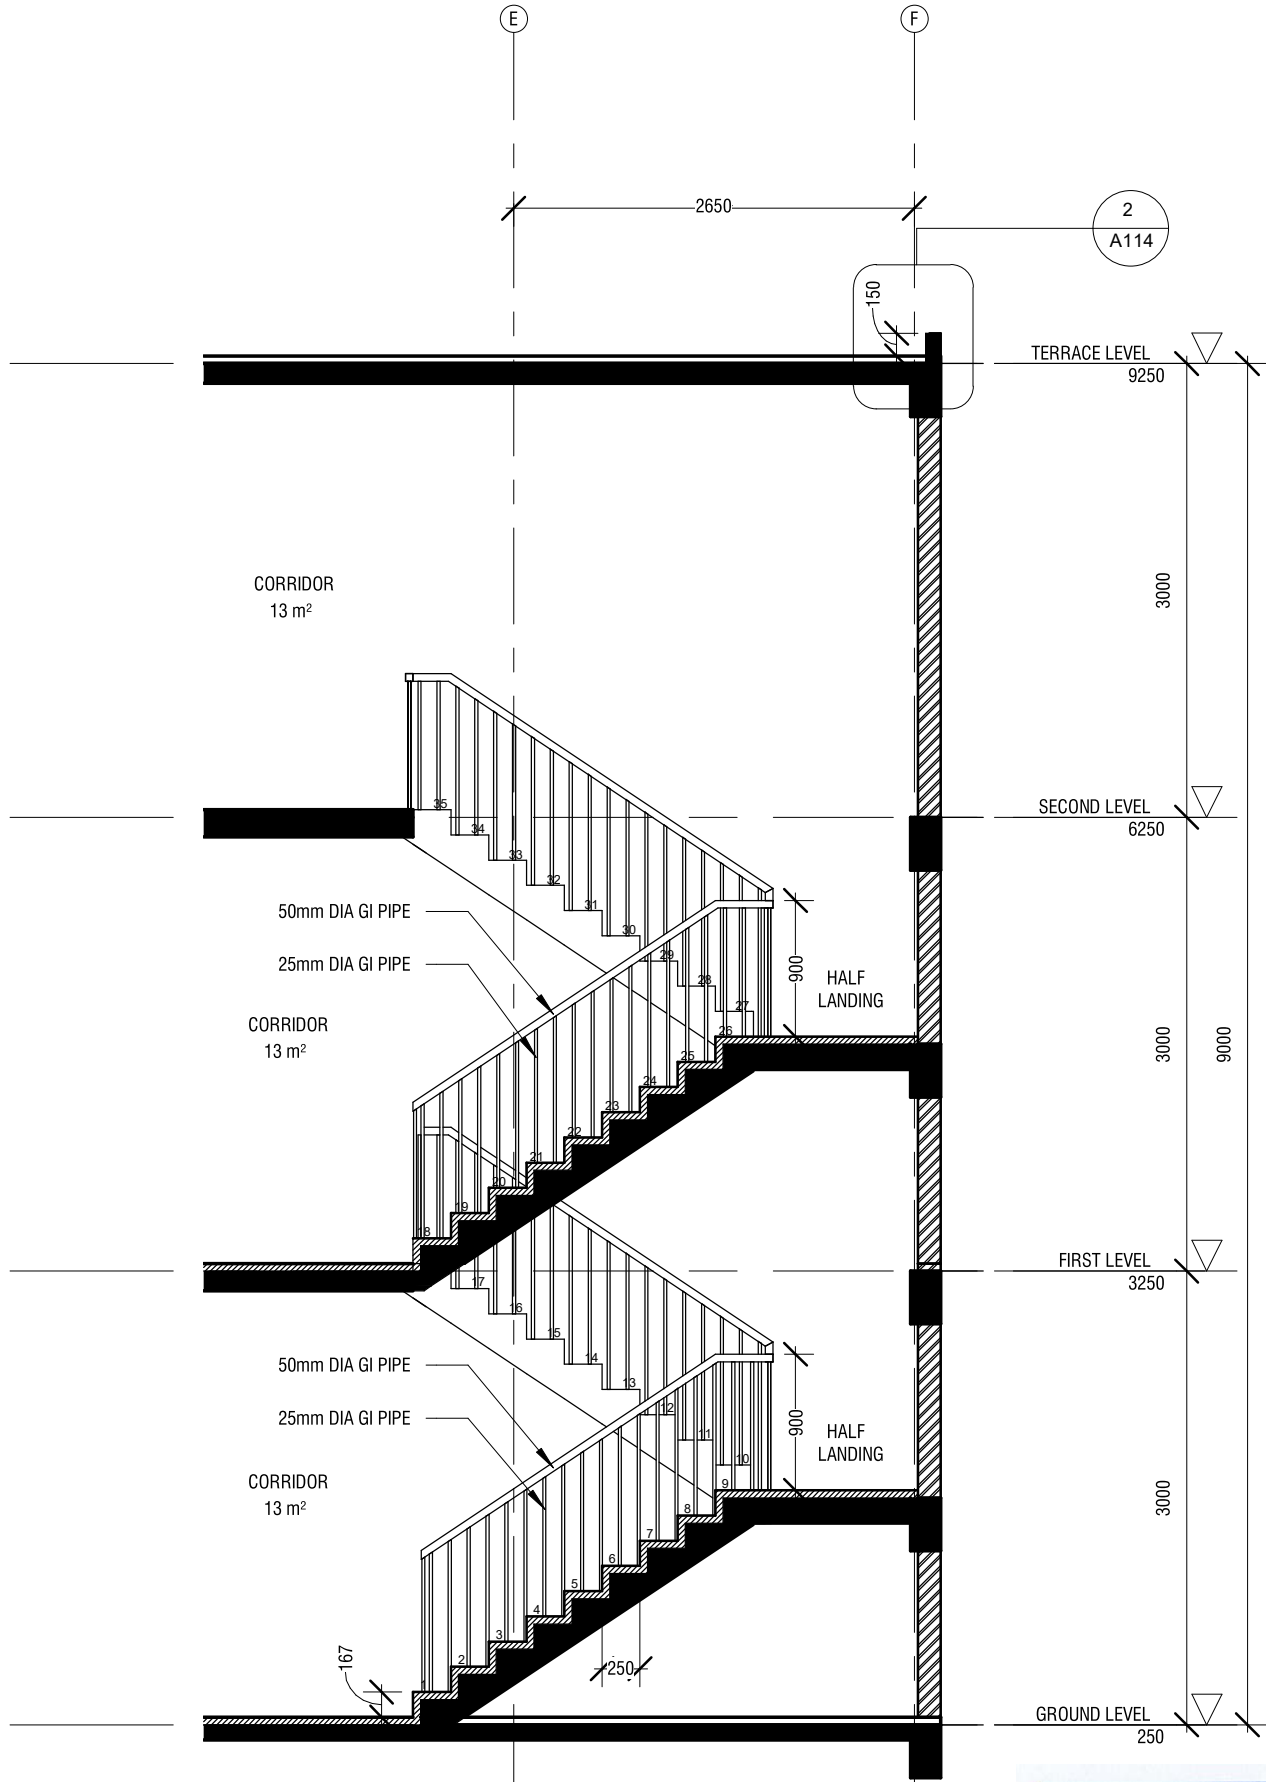 E
F
2650
2
A114
150
TERRACE LEVEL
9250
CORRIDOR
13 m²
3000
35
34
33
32
31
30
29
28
27
26
SECOND LEVEL
6250
50mm DIA GI PIPE
25mm DIA GI PIPE
900
HALF
LANDING
CORRIDOR
13 m²
3000
9000
25
24
23
22
21
20
19
18
FIRST LEVEL
3250
17
16
15
14
13
12
11
10
9
50mm DIA GI PIPE
25mm DIA GI PIPE
900
HALF
LANDING
CORRIDOR
13 m²
3000
8
7
6
5
4
3
2
1
167
250
GROUND LEVEL
250